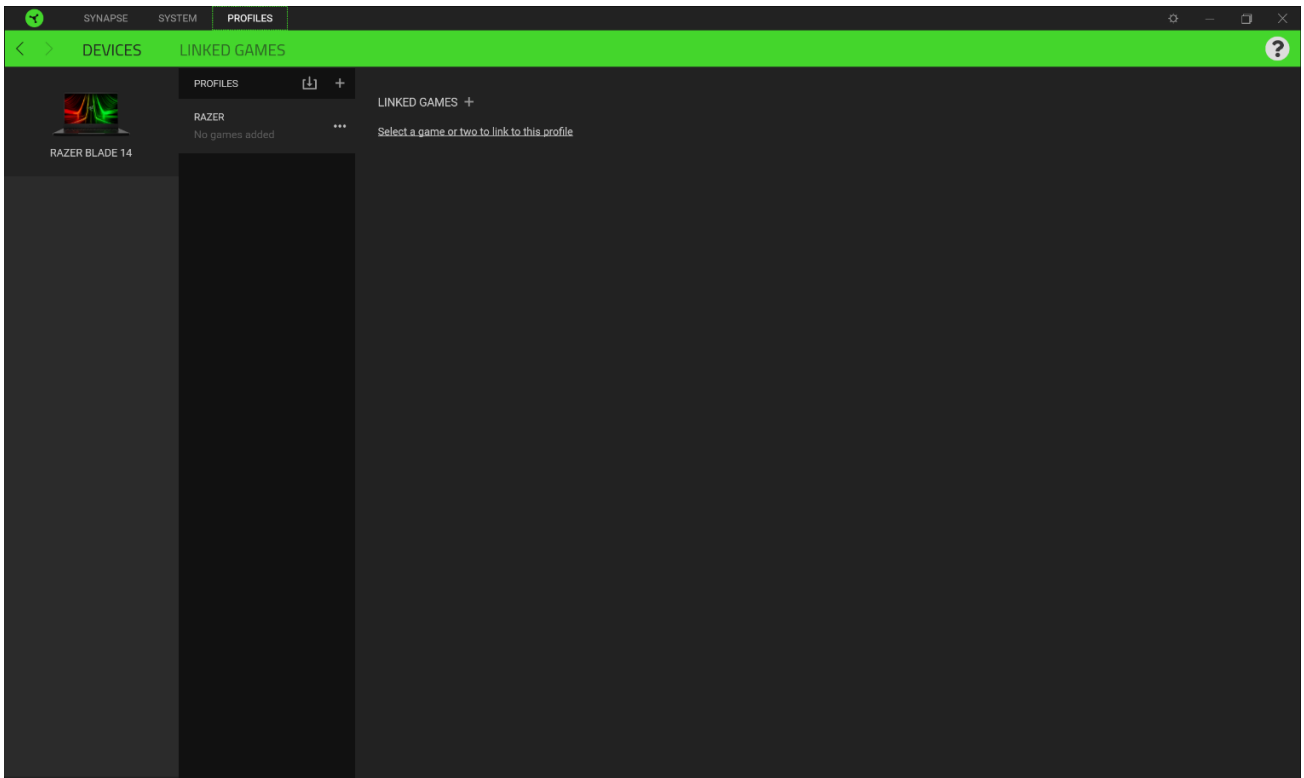 SYNAPSE SYSTEM PROFILES
DEVICES LINKED GAMES
?
PROFILES
RAZER
No games added
RAZER BLADE 14
LINKED GAMES +
Select a game or two to link to this profile